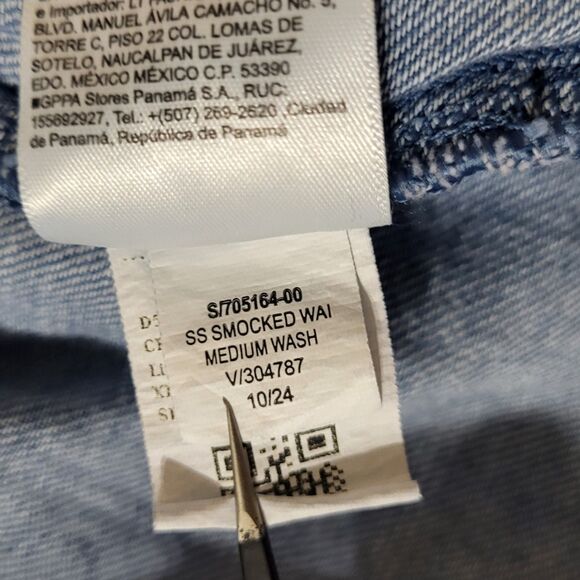 e Importador: LT
BLVD. MANUEL ÁVILA CAMACHO No. 5,
TORRE C, PISO 22 COL. LOMAS DE
SOTELO, NAUCALPAN DE JUÁREZ,
EDO. MÉXICO MÉXICO C.P. 53390
■GPPA Stores Panamá S.A., RUC:
155692927, Tel.: +(507) 269-2620 ,Ciudad
de Panamá, República de Panamá
S/705164-00
SS SMOCKED WAI
MEDIUM WASH
V/304787
10/24